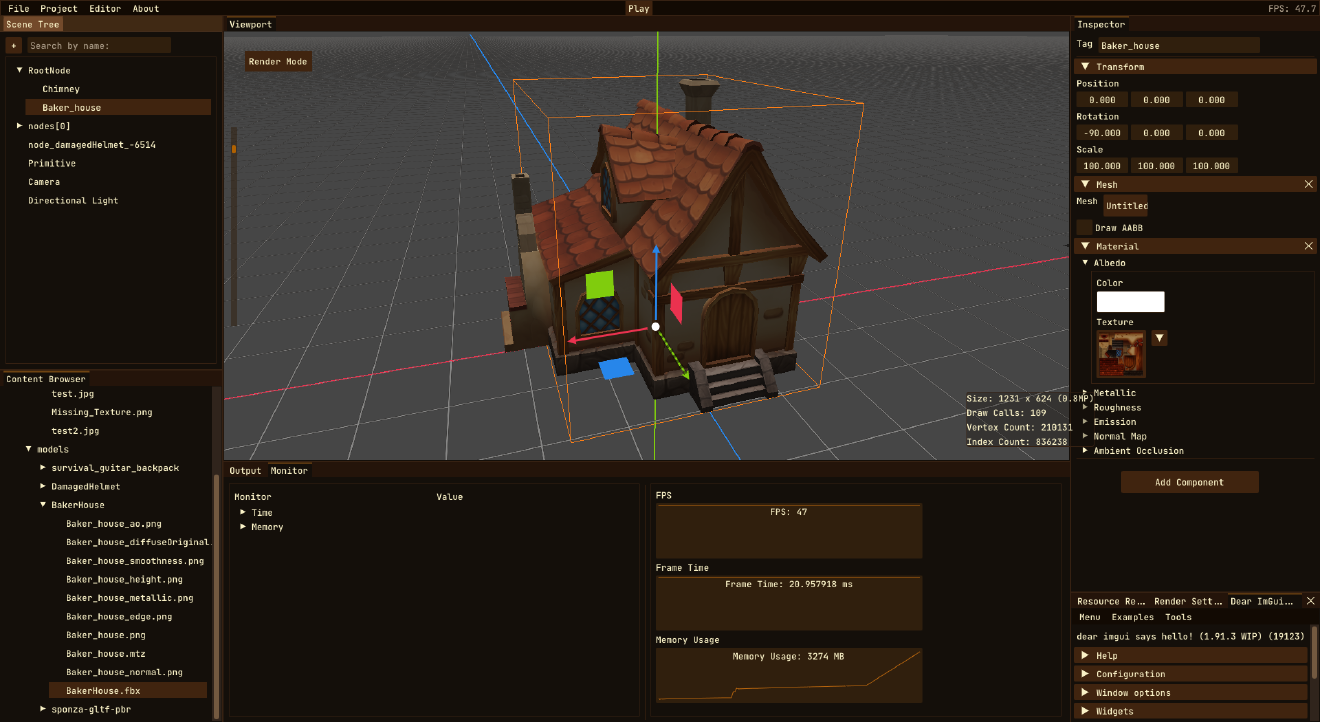 File Project Editor About
Play
FPS: 47.7
Scene Tree
+ Search by name:
RootNode
Chimney
Baker_house
nodes[0]
node_damagedHelmet_-6514
Primitive
Camera
Directional Light
Content Browser
test.jpg
Missing_Texture.png
test2.jpg
models
survival_guitar_backpack
DamagedHelmet
BakerHouse
Baker_house_ao.png
Baker_house_diffuseOriginal.
Baker_house_smoothness.png
Baker_house_height.png
Baker_house_metallic.png
Baker_house_edge.png
Baker_house.png
Baker_house.mtz
Baker_house_normal.png
BakerHouse.fbx
sponza-gltf-pbr
Viewport
Render Mode
Size: 1231 x 624 (0.8MP)
Draw Calls: 109
Vertex Count: 210131
Index Count: 836238
Output Monitor
Monitor Value
Time
Memory
FPS
FPS: 47
Frame Time
Frame Time: 20.957918 ms
Memory Usage
Memory Usage: 3274 MB
Inspector
Tag Baker_house
Transform
Position
0.000 0.000 0.000
Rotation
-90.000 0.000 0.000
Scale
100.000 100.000 100.000
Mesh
Mesh Untitled
Draw AABB
Material
Albedo
Color
Texture
Metallic
Roughness
Emission
Normal Map
Ambient Occlusion
Add Component
Resource Re... Render Sett... Dear ImGui...
Menu Examples Tools
dear imgui says hello! (1.91.3 WIP) (19123)
Help
Configuration
Window options
Widgets